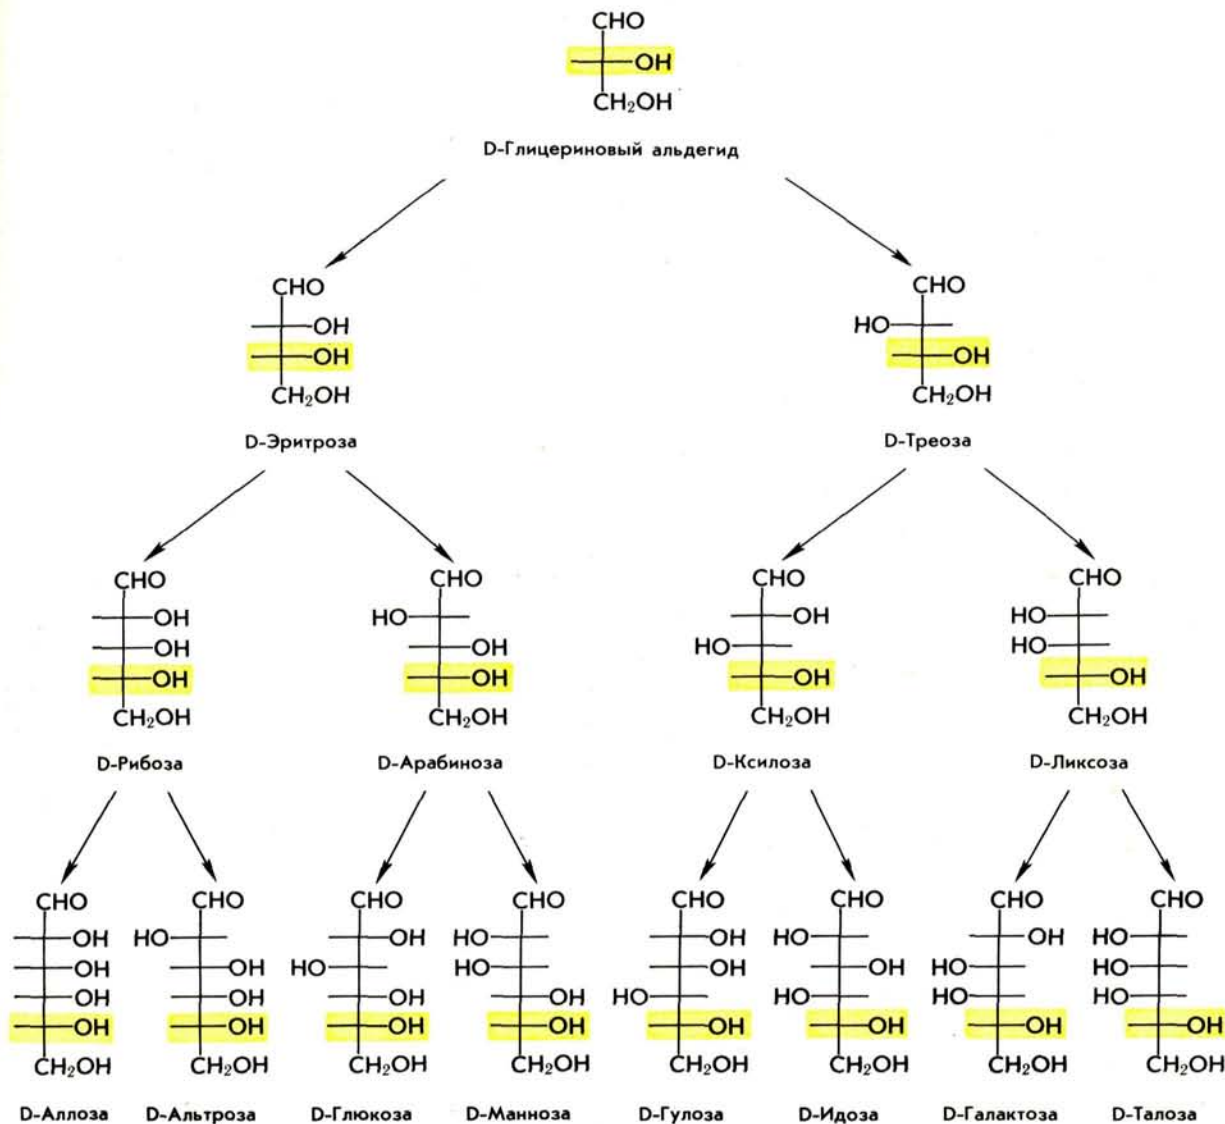 CHO
OH
CH₂OH
D-Глицериновый альдегид
CHO CHO
OH HO
OH OH
CH₂OH CH₂OH
D-Эритроза D-Треоза
CHO CHO CHO CHO
OH HO OH HO
OH OH HO HO
OH OH OH OH
CH₂OH CH₂OH CH₂OH CH₂OH
D-Рибоза D-Арабиноза D-Ксилоза D-Ликсоза
CHO CHO CHO CHO CHO CHO CHO CHO
OH HO OH HO OH HO OH HO
OH OH HO HO OH OH HO HO
OH OH OH OH HO HO HO HO
OH OH OH OH OH OH OH OH
CH₂OH CH₂OH CH₂OH CH₂OH CH₂OH CH₂OH CH₂OH CH₂OH
D-Аллоза D-Альтроза D-Глюкоза D-Манноза D-Гулоза D-Идоза D-Галактоза D-Талоза